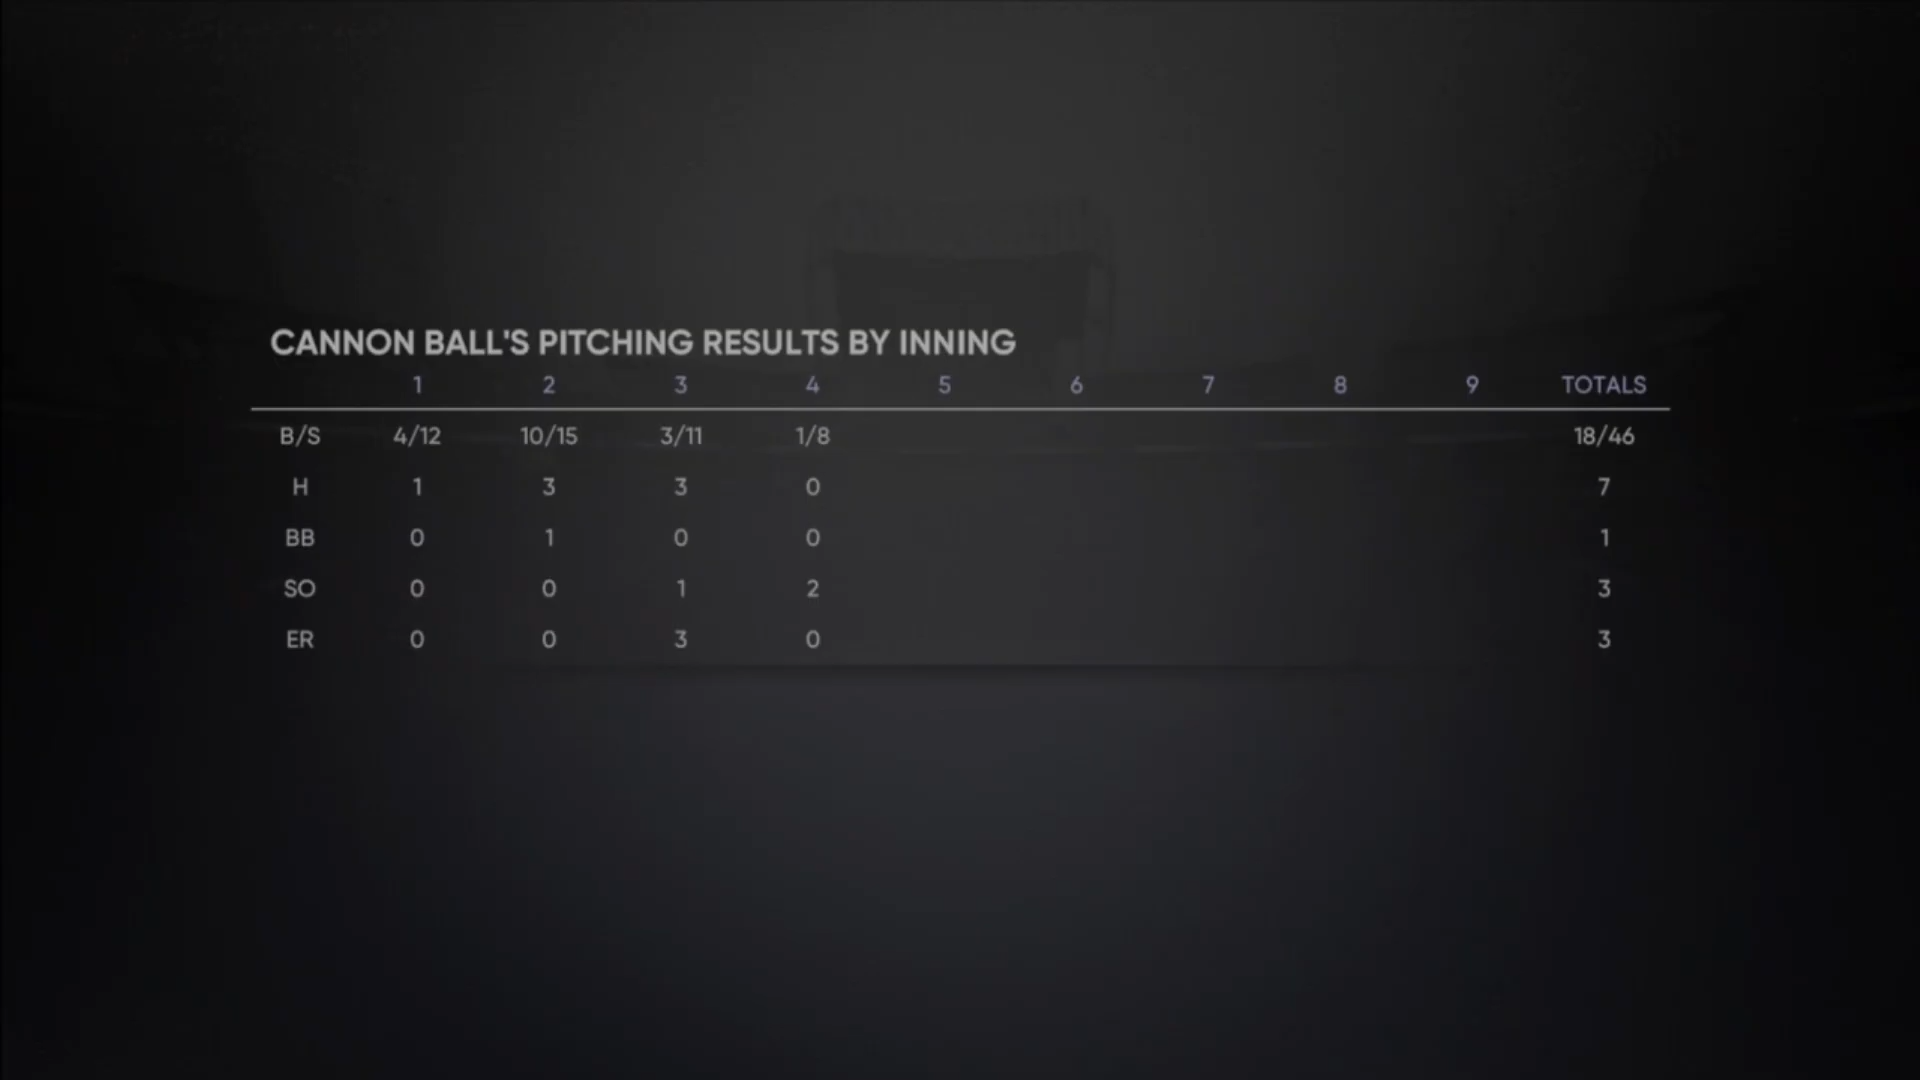 CANNON BALL'S PITCHING RESULTS BY INNING
1 2 3 4 5 6 7 8 9 TOTALS
B/S 4/12 10/15 3/11 1/8 18/46
H 1 3 3 0 7
BB 0 1 0 0 1
SO 0 0 1 2 3
ER 0 0 3 0 3